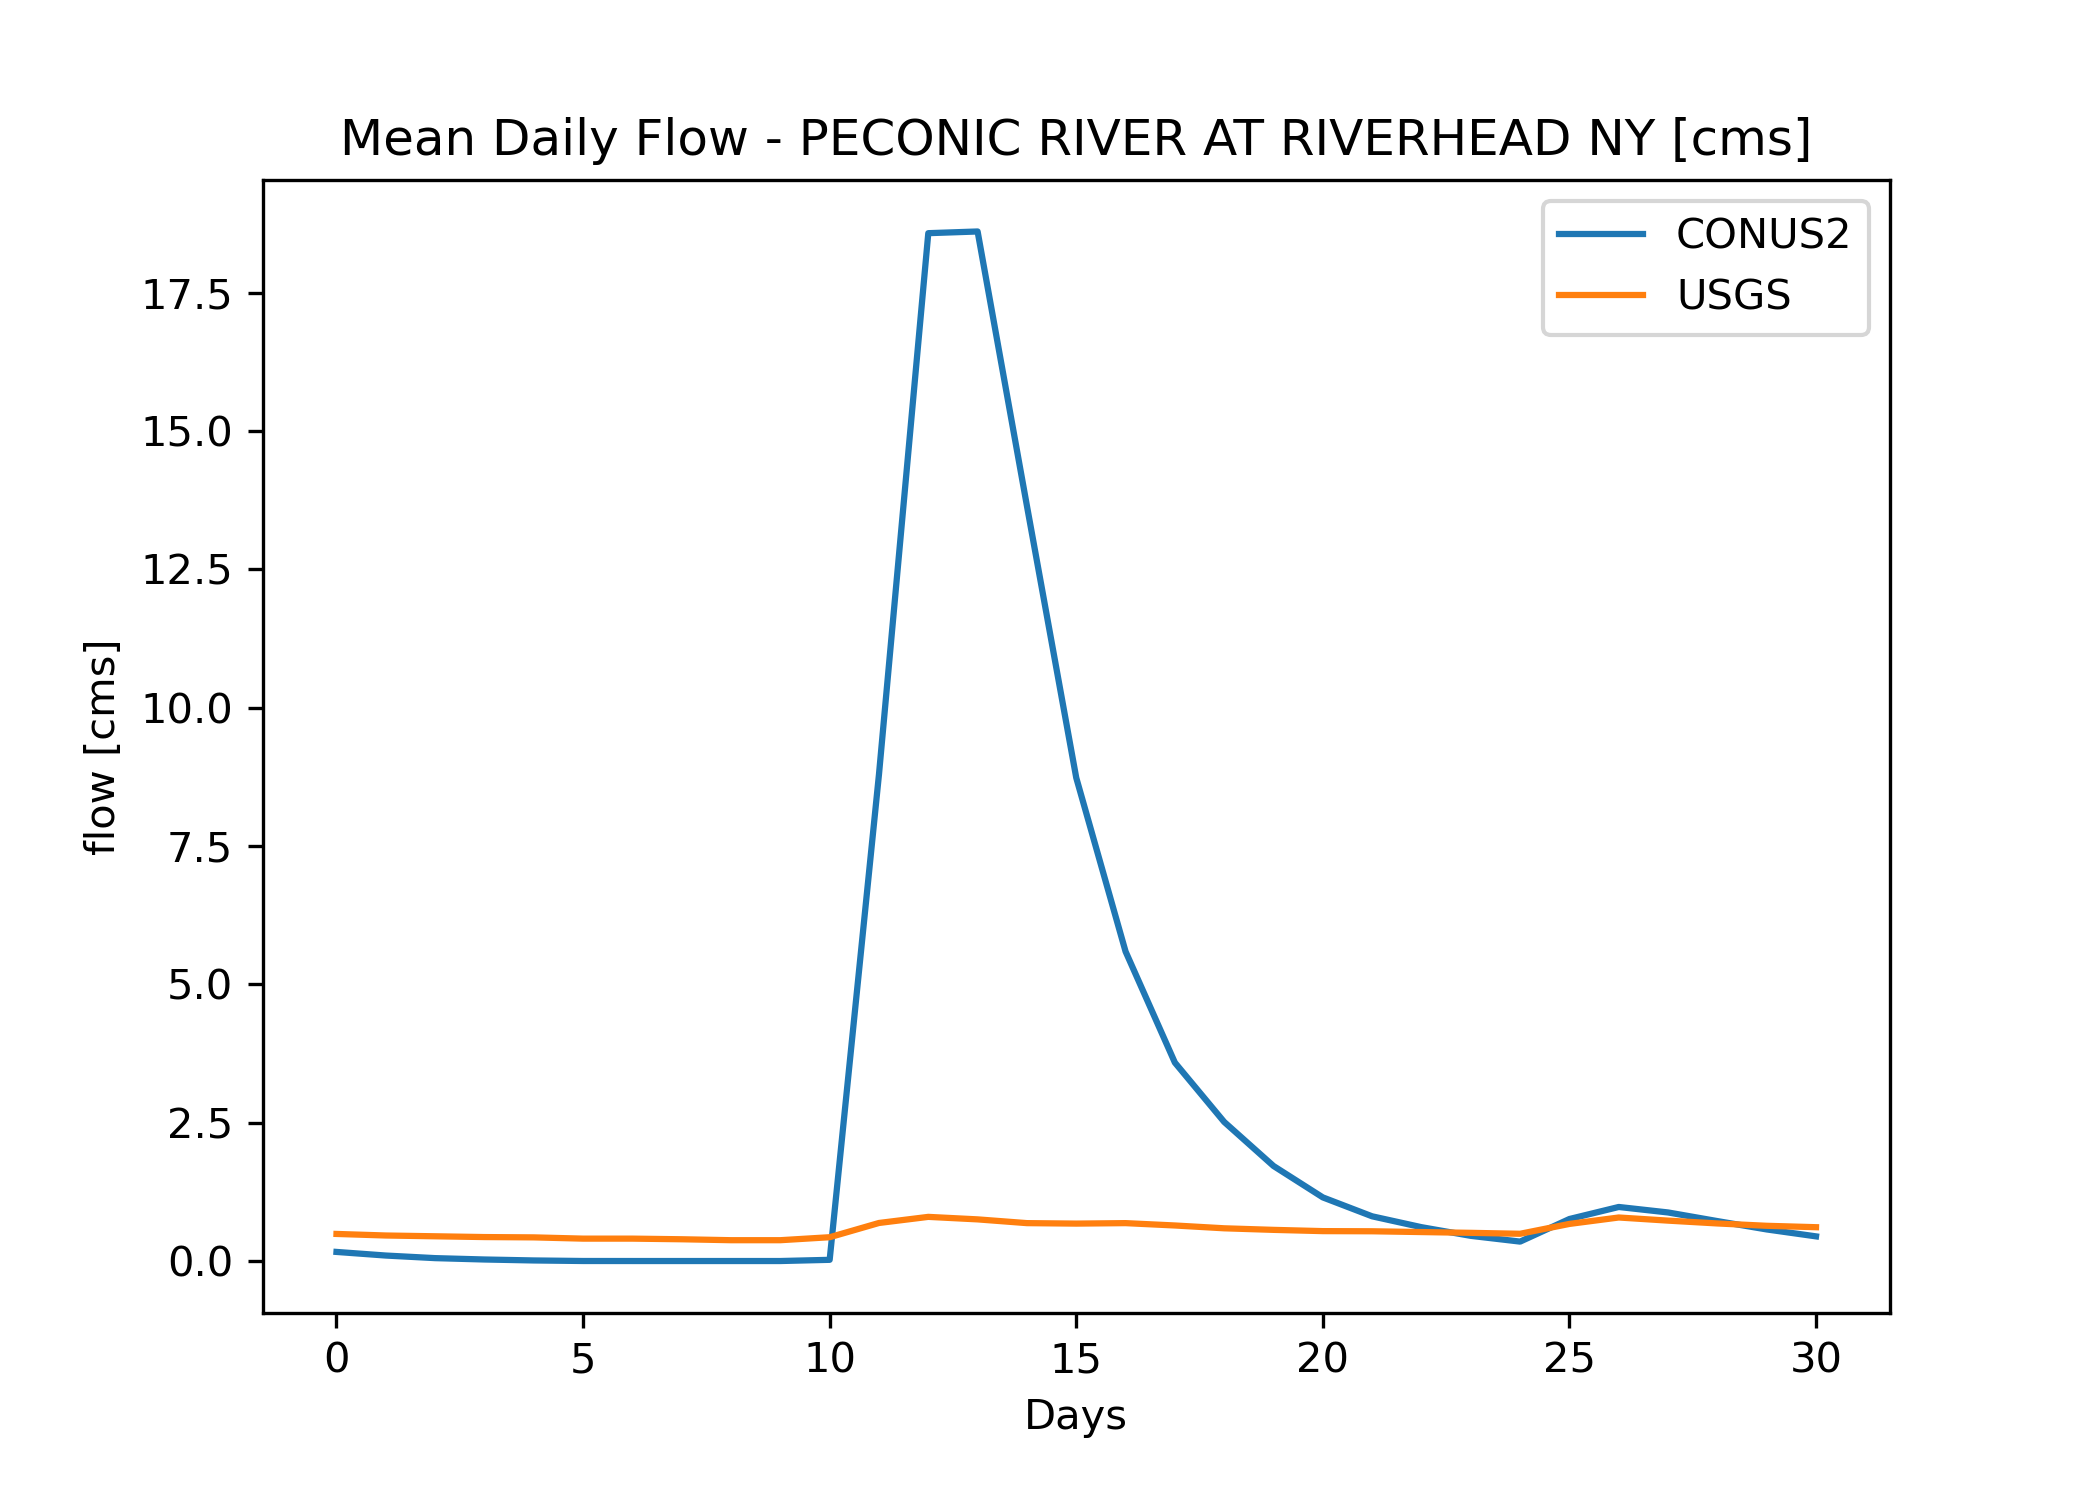 Mean Daily Flow - PECONIC RIVER AT RIVERHEAD NY [cms]
CONUS2
USGS
17.5
15.0
12.5
10.0
7.5
5.0
2.5
0.0
flow [cms]
0 5 10 15 20 25 30
Days